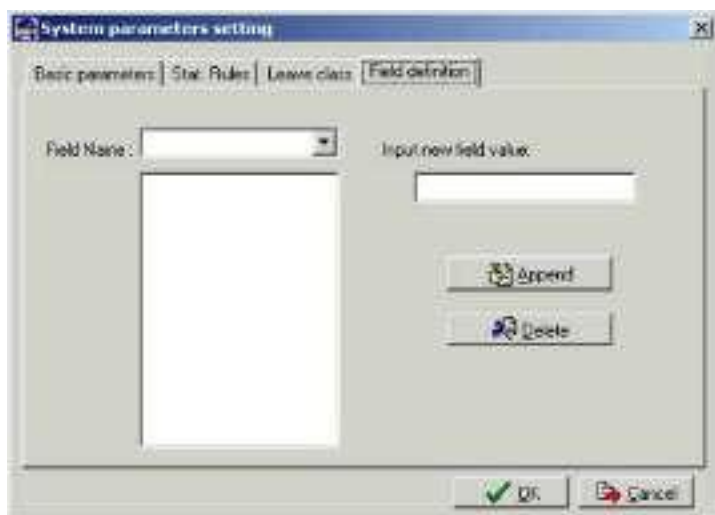 System parameters setting
Basic parameters Stat. Rules Leave class Field definition
Field Name : Input new field value:
Append
Delete
OK Cancel